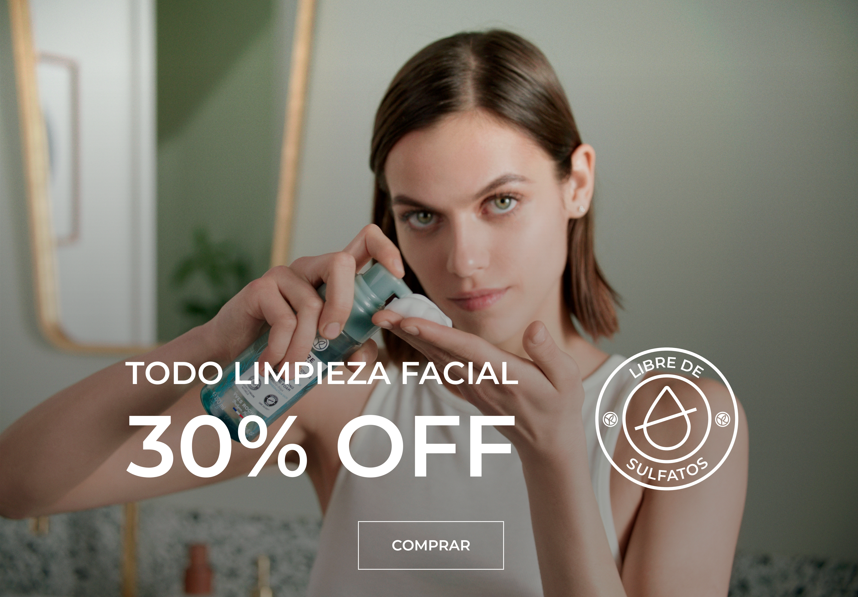 TODO LIMPIEZA FACIAL
30% OFF
COMPRAR
LIBRE DE
SULFATOS